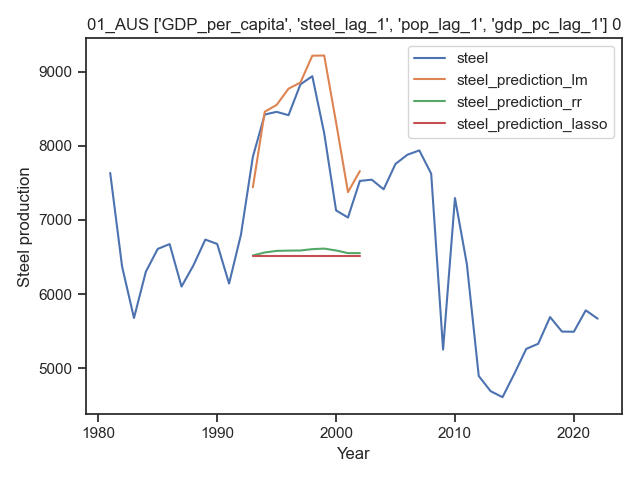 01_AUS ['GDP_per_capita', 'steel_lag_1', 'pop_lag_1', 'gdp_pc_lag_1'] 0
steel
steel_prediction_lm
steel_prediction_rr
steel_prediction_lasso
9000
8000
7000
6000
5000
Steel production
1980 1990 2000 2010 2020
Year